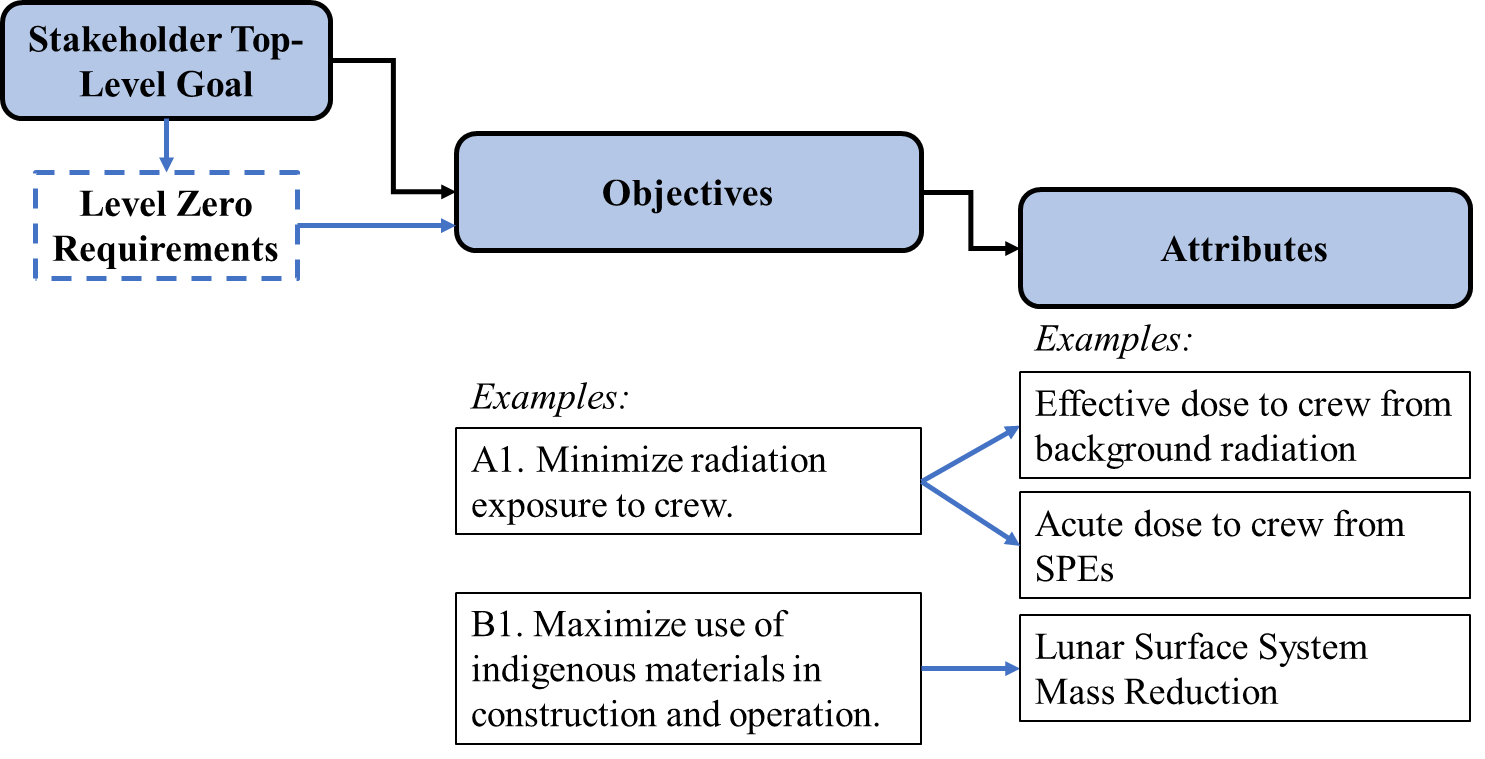 Stakeholder Top-
Level Goal
Level Zero
Requirements
Objectives
Attributes
Examples:
A1. Minimize radiation
exposure to crew.
B1. Maximize use of
indigenous materials in
construction and operation.
Examples:
Effective dose to crew from
background radiation
Acute dose to crew from
SPEs
Lunar Surface System
Mass Reduction